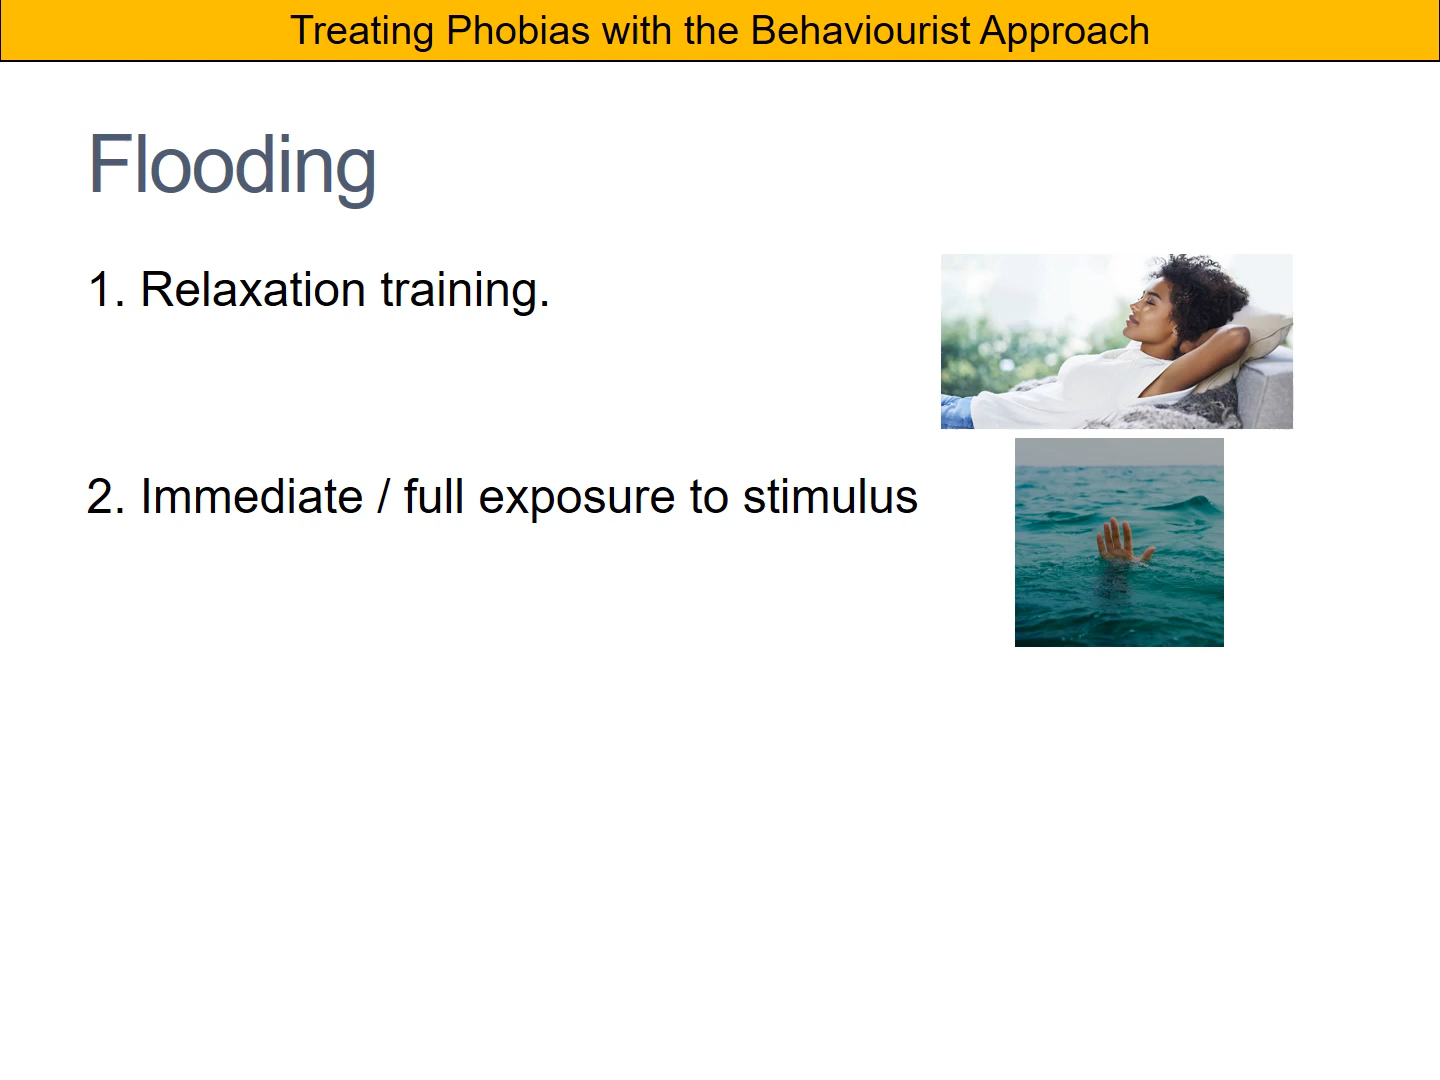 Treating Phobias with the Behaviourist Approach
Flooding
1. Relaxation training.
2. Immediate / full exposure to stimulus